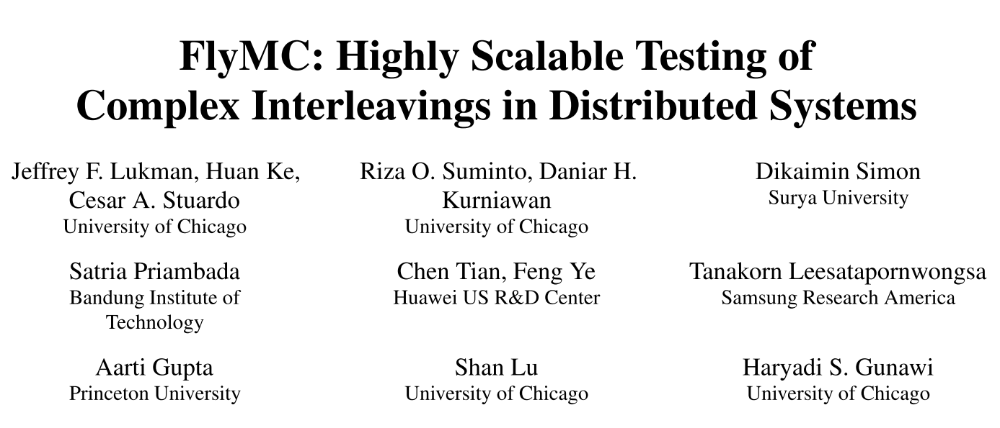 FlyMC: Highly Scalable Testing of
Complex Interleavings in Distributed Systems
Jeffrey F. Lukman, Huan Ke,
Cesar A. Stuardo
University of Chicago
Riza O. Suminto, Daniar H.
Kurniawan
University of Chicago
Dikaimin Simon
Surya University
Satria Priambada
Bandung Institute of
Technology
Chen Tian, Feng Ye
Huawei US R&D Center
Tanakorn Leesatapornwongsa
Samsung Research America
Aarti Gupta
Princeton University
Shan Lu
University of Chicago
Haryadi S. Gunawi
University of Chicago